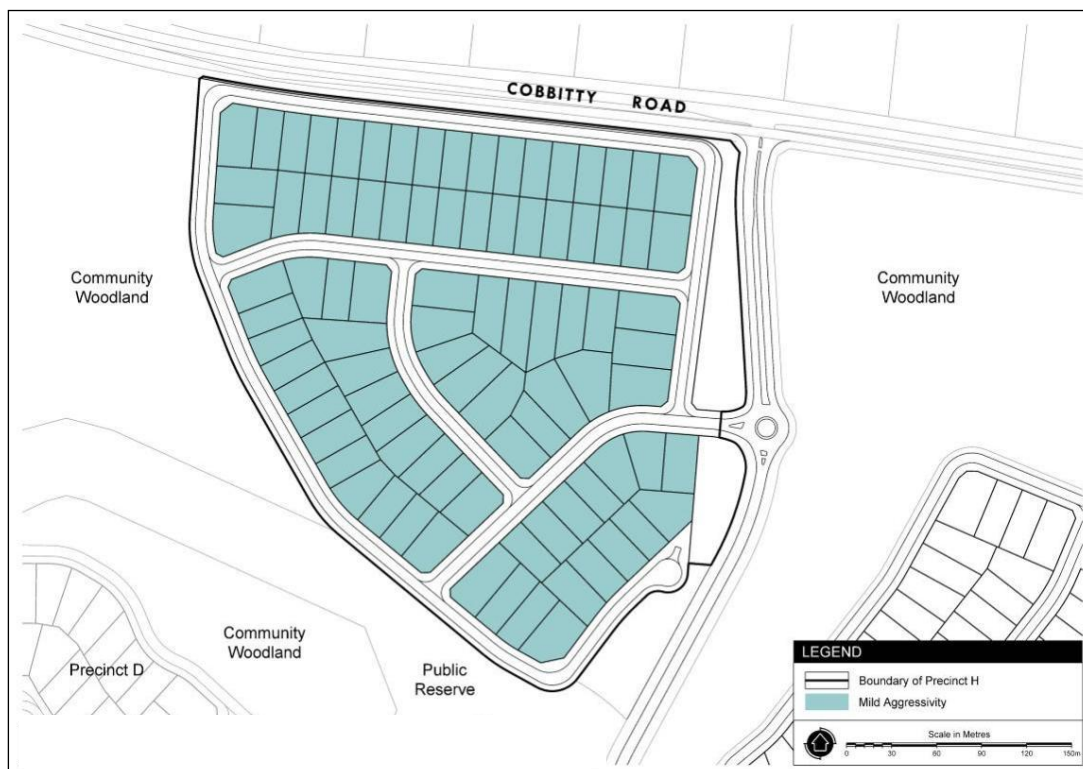 COBBITTY ROAD
Community
Woodland
Community
Woodland
Community
Woodland
Precinct D
Public
Reserve
LEGEND
Boundary of Precinct H
Mild Aggressivity
Scale in Metres
0 30 60 90 120 150m